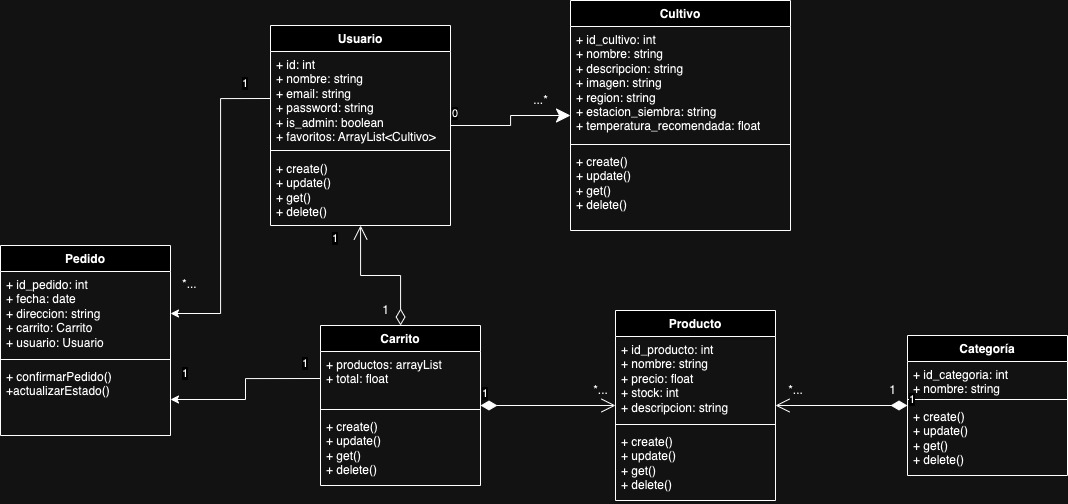 Usuario
+ id: int
+ nombre: string
+ email: string
+ password: string
+ is_admin: boolean
+ favoritos: ArrayList<Cultivo>
+ create()
+ update()
+ get()
+ delete()
0
...*
Cultivo
+ id_cultivo: int
+ nombre: string
+ descripcion: string
+ imagen: string
+ region: string
+ estacion_siembra: string
+ temperatura_recomendada: float
+ create()
+ update()
+ get()
+ delete()
1
*...
1
1
Pedido
+ id_pedido: int
+ fecha: date
+ direccion: string
+ carrito: Carrito
+ usuario: Usuario
+ confirmarPedido()
+actualizarEstado()
1
1
Carrito
+ productos: arrayList
+ total: float
+ create()
+ update()
+ get()
+ delete()
1
*...
Producto
+ id_producto: int
+ nombre: string
+ precio: float
+ stock: int
+ descripcion: string
+ create()
+ update()
+ get()
+ delete()
*...
1
1
Categoría
+ id_categoria: int
+ nombre: string
+ create()
+ update()
+ get()
+ delete()